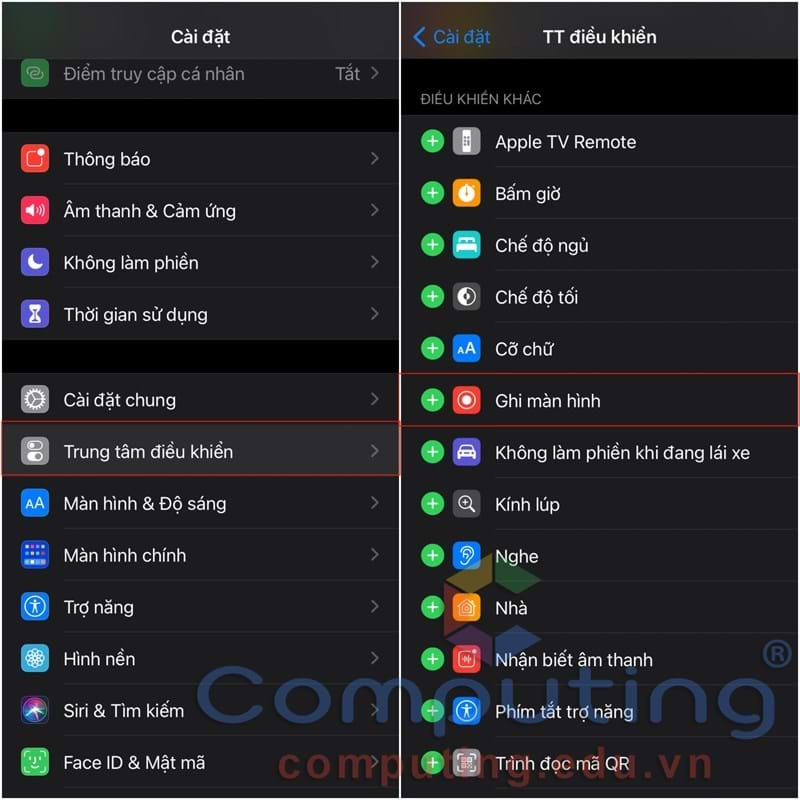 Cài đặt
Điểm truy cập cá nhân Tắt
Thông báo
Âm thanh & Cảm ứng
Không làm phiền
Thời gian sử dụng
Cài đặt chung
Trung tâm điều khiển
AA Màn hình & Độ sáng
Màn hình chính
Trợ năng
Hình nền
Siri & Tìm kiếm
Face ID & Mật mã
Cài đặt TT điều khiển
ĐIỀU KHIỂN KHÁC
Apple TV Remote
Bấm giờ
Chế độ ngủ
Chế độ tối
AA Cỡ chữ
Ghi màn hình
Không làm phiền khi đang lái xe
Kính lúp
Nghe
Nhà
Nhận biết âm thanh
Phím tắt trợ năng
Trình đọc mã QR
Computing ®
computing.edu.vn